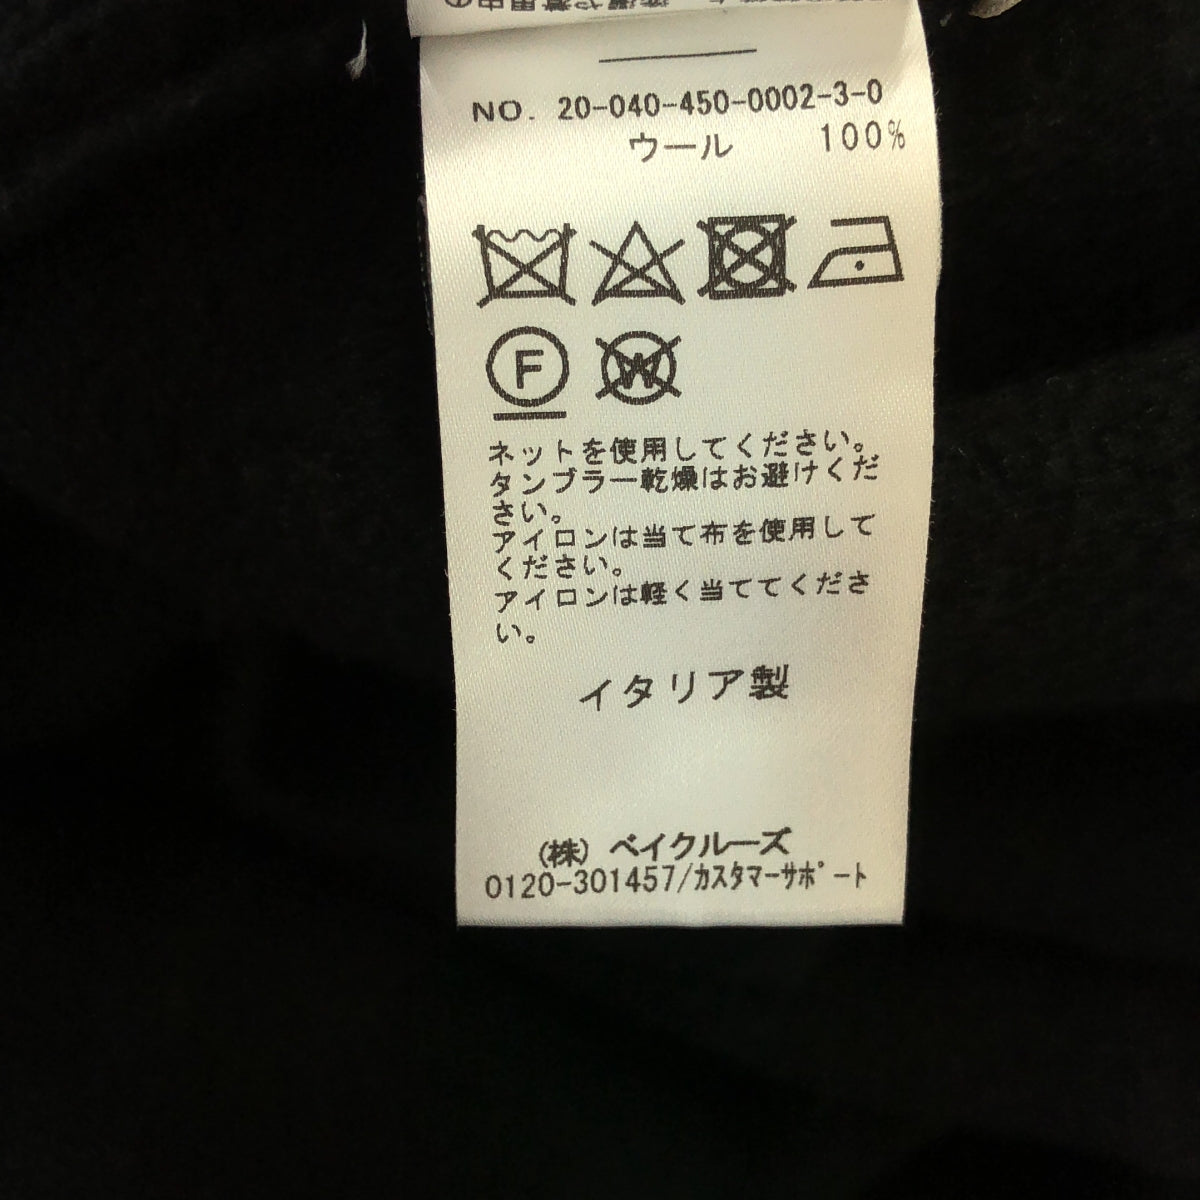 NO. 20-040-450-0002-3-0
ウール 100%
F
W
ネットを使用してください。
タンブラー乾燥はお避けくだ
さい。
アイロンは当て布を使用して
ください。
アイロンは軽く当ててくださ
い。
イタリア製
(株) ベイクルーズ
0120-301457/ｶｽﾀﾏｰｻﾎﾟｰﾄ